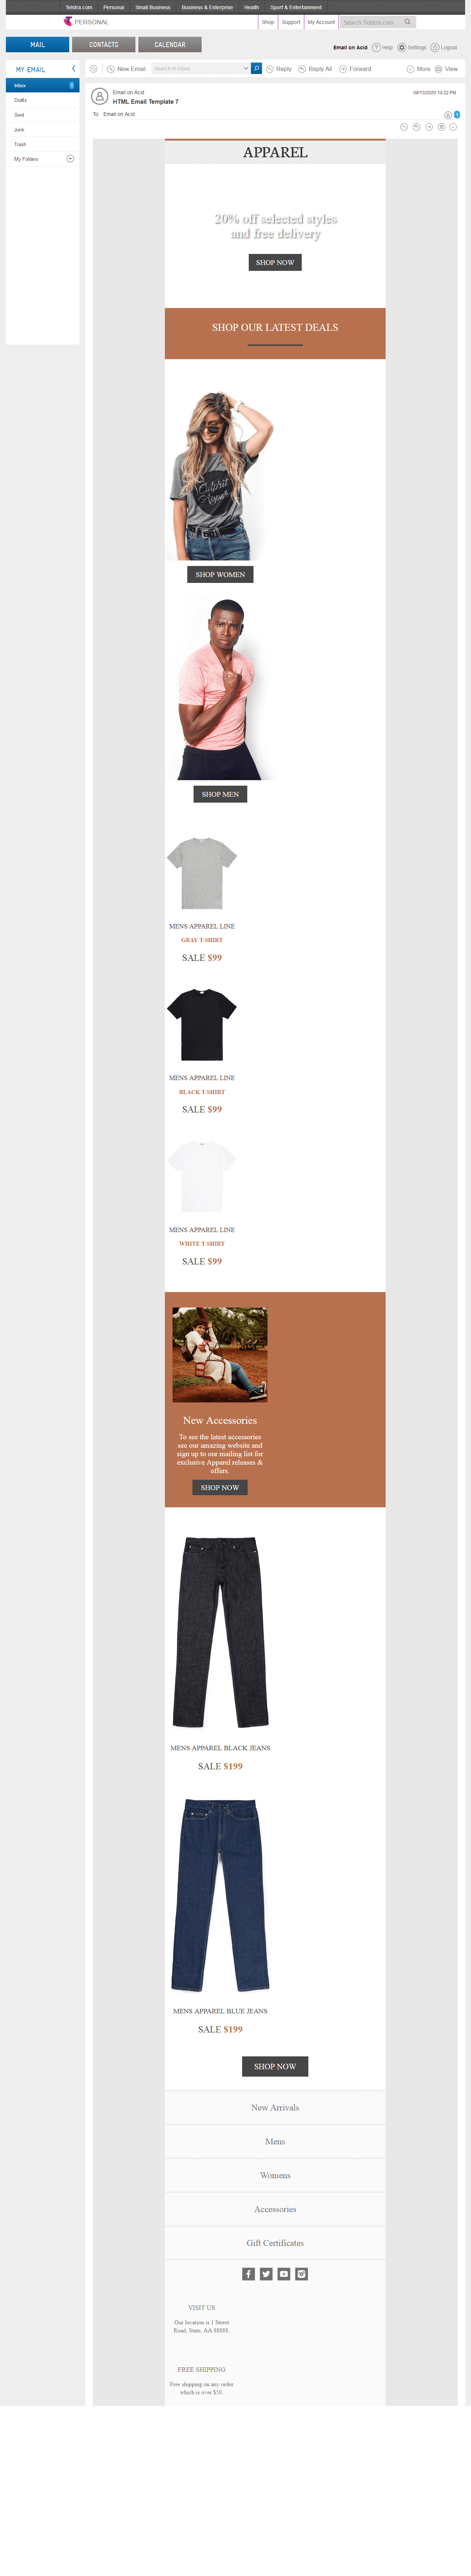 Telstra.com Personal Small Business Business & Enterprise Health Sport & Entertainment
PERSONAL Shop Support My Account Search Telstra.com
MAIL CONTACTS CALENDAR Email on Acid ? Help Settings Logout
MY EMAIL New Email Search in Inbox Reply Reply All Forward More View
Inbox
Drafts
Sent
Junk
Trash
My Folders
Email on Acid 08/13/2020 14:22 PM
HTML Email Template 7
To: Email on Acid 1
APPAREL
20% off selected styles
and free delivery
SHOP NOW
SHOP OUR LATEST DEALS
Culprit
SHOP WOMEN
SHOP MEN
MENS APPAREL LINE
GRAY T-SHIRT
SALE $99
MENS APPAREL LINE
BLACK T-SHIRT
SALE $99
MENS APPAREL LINE
WHITE T-SHIRT
SALE $99
New Accessories
To see the latest accessories
see our amazing website and
sign up to our mailing list for
exclusive Apparel releases &
offers.
SHOP NOW
MENS APPAREL BLACK JEANS
SALE $199
MENS APPAREL BLUE JEANS
SALE $199
SHOP NOW
New Arrivals
Mens
Womens
Accessories
Gift Certificates
VISIT US
Our location is 1 Street
Road, State, AA 88888.
FREE SHIPPING
Free shipping on any order
which is over $50.